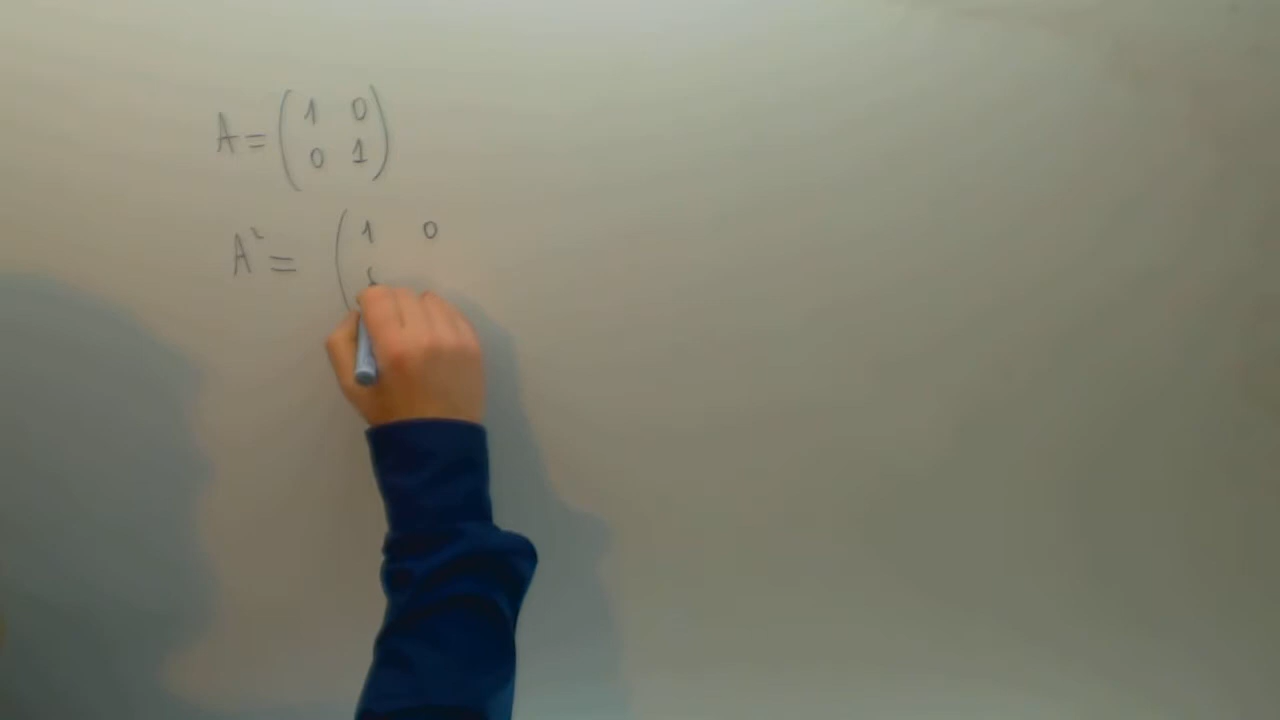 A = ( 1 0
0 1 )
A² = ( 1 0